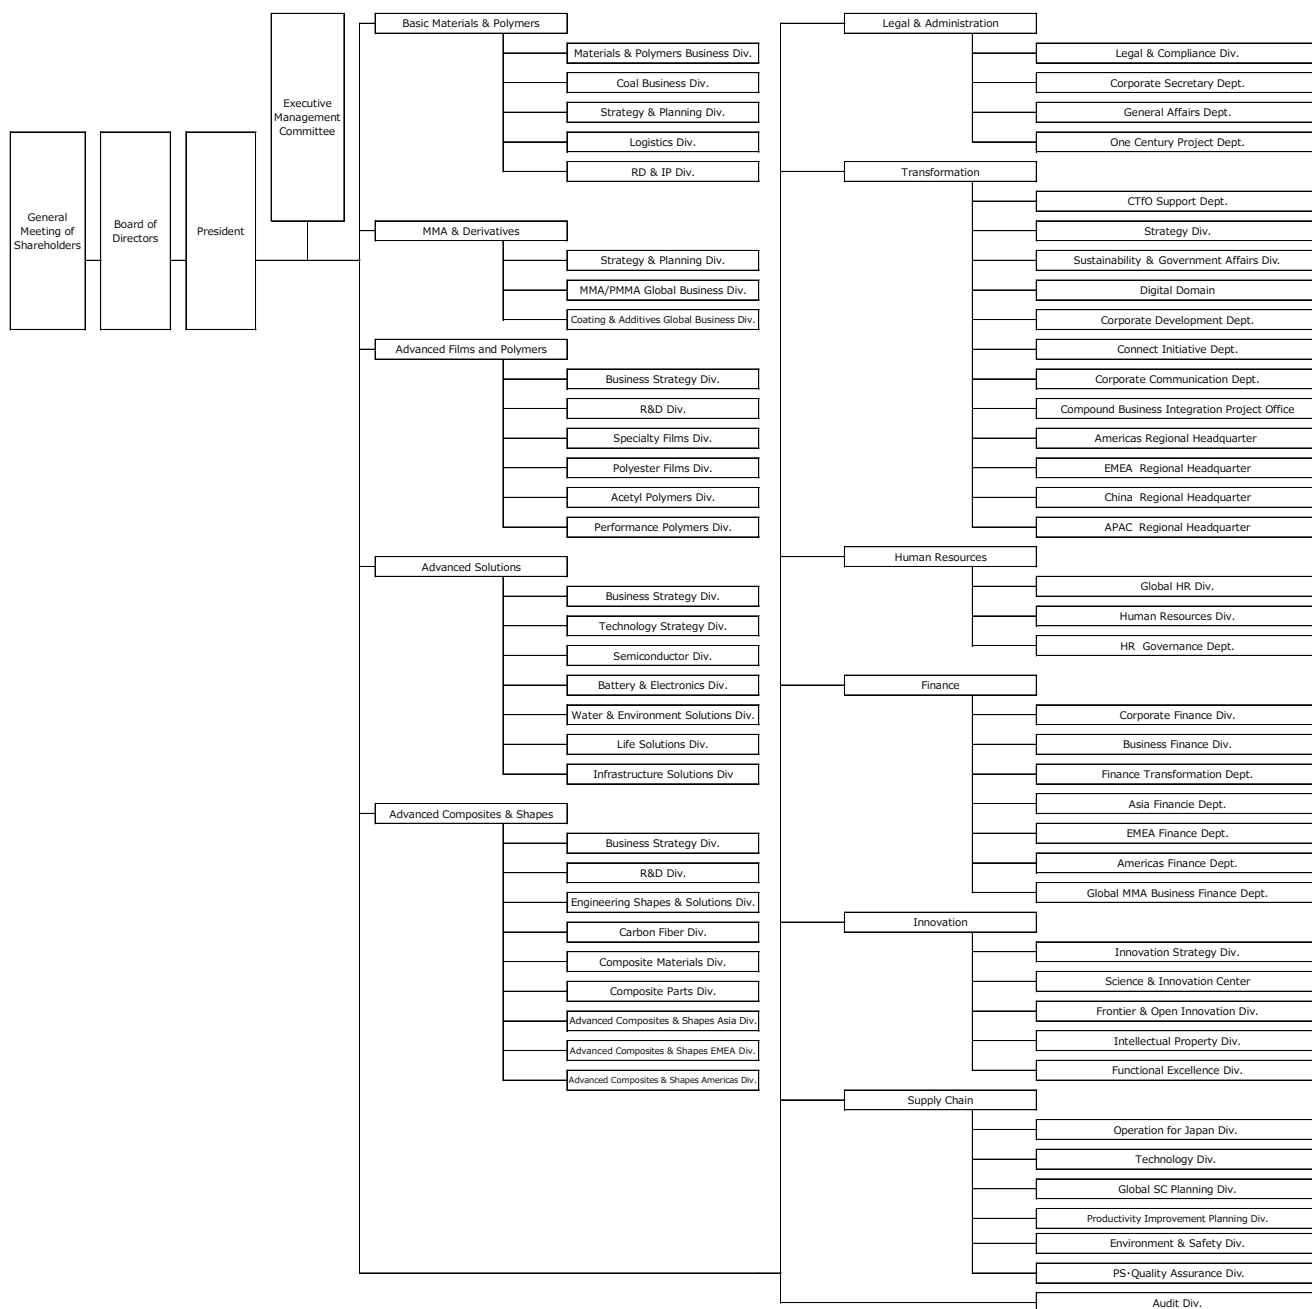 General
Meeting of
Shareholders
Board of
Directors
President
Executive
Management
Committee
Basic Materials & Polymers
Materials & Polymers Business Div.
Coal Business Div.
Strategy & Planning Div.
Logistics Div.
RD & IP Div.
MMA & Derivatives
Strategy & Planning Div.
MMA/PMMA Global Business Div.
Coating & Additives Global Business Div.
Advanced Films and Polymers
Business Strategy Div.
R&D Div.
Specialty Films Div.
Polyester Films Div.
Acetyl Polymers Div.
Performance Polymers Div.
Advanced Solutions
Business Strategy Div.
Technology Strategy Div.
Semiconductor Div.
Battery & Electronics Div.
Water & Environment Solutions Div.
Life Solutions Div.
Infrastructure Solutions Div
Advanced Composites & Shapes
Business Strategy Div.
R&D Div.
Engineering Shapes & Solutions Div.
Carbon Fiber Div.
Composite Materials Div.
Composite Parts Div.
Advanced Composites & Shapes Asia Div.
Advanced Composites & Shapes EMEA Div.
Advanced Composites & Shapes Americas Div.
Legal & Administration
Legal & Compliance Div.
Corporate Secretary Dept.
General Affairs Dept.
One Century Project Dept.
Transformation
CTfO Support Dept.
Strategy Div.
Sustainability & Government Affairs Div.
Digital Domain
Corporate Development Dept.
Connect Initiative Dept.
Corporate Communication Dept.
Compound Business Integration Project Office
Americas Regional Headquarter
EMEA Regional Headquarter
China Regional Headquarter
APAC Regional Headquarter
Human Resources
Global HR Div.
Human Resources Div.
HR Governance Dept.
Finance
Corporate Finance Div.
Business Finance Div.
Finance Transformation Dept.
Asia Financie Dept.
EMEA Finance Dept.
Americas Finance Dept.
Global MMA Business Finance Dept.
Innovation
Innovation Strategy Div.
Science & Innovation Center
Frontier & Open Innovation Div.
Intellectual Property Div.
Functional Excellence Div.
Supply Chain
Operation for Japan Div.
Technology Div.
Global SC Planning Div.
Productivity Improvement Planning Div.
Environment & Safety Div.
PS・Quality Assurance Div.
Audit Div.